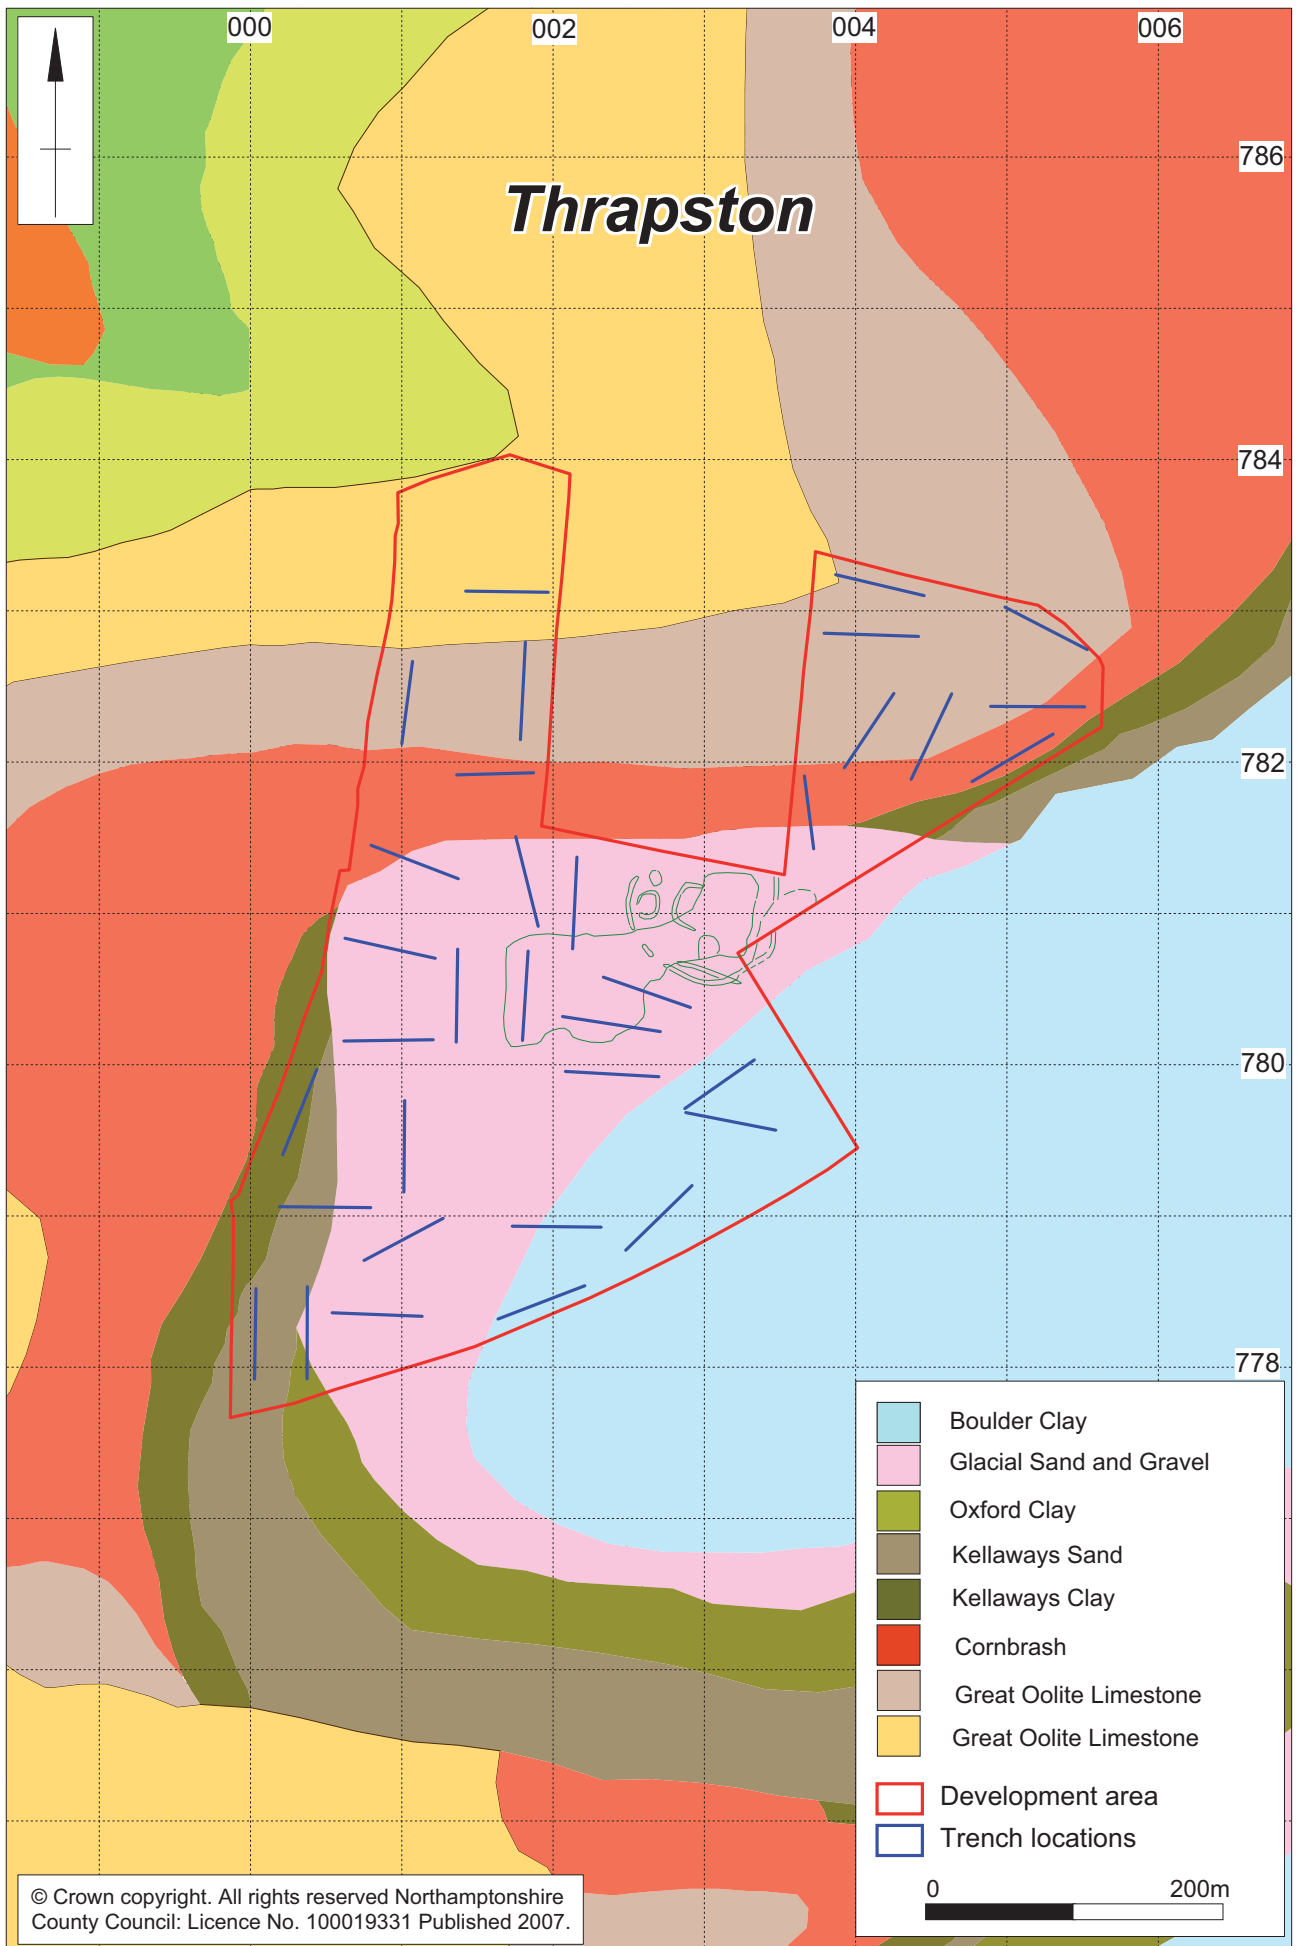 000
002
004
006
786
Thrapston
784
782
780
778
Boulder Clay
Glacial Sand and Gravel
Oxford Clay
Kellaways Sand
Kellaways Clay
Cornbrash
Great Oolite Limestone
Great Oolite Limestone
Development area
Trench locations
0
200m
© Crown copyright. All rights reserved Northamptonshire
County Council: Licence No. 100019331 Published 2007.